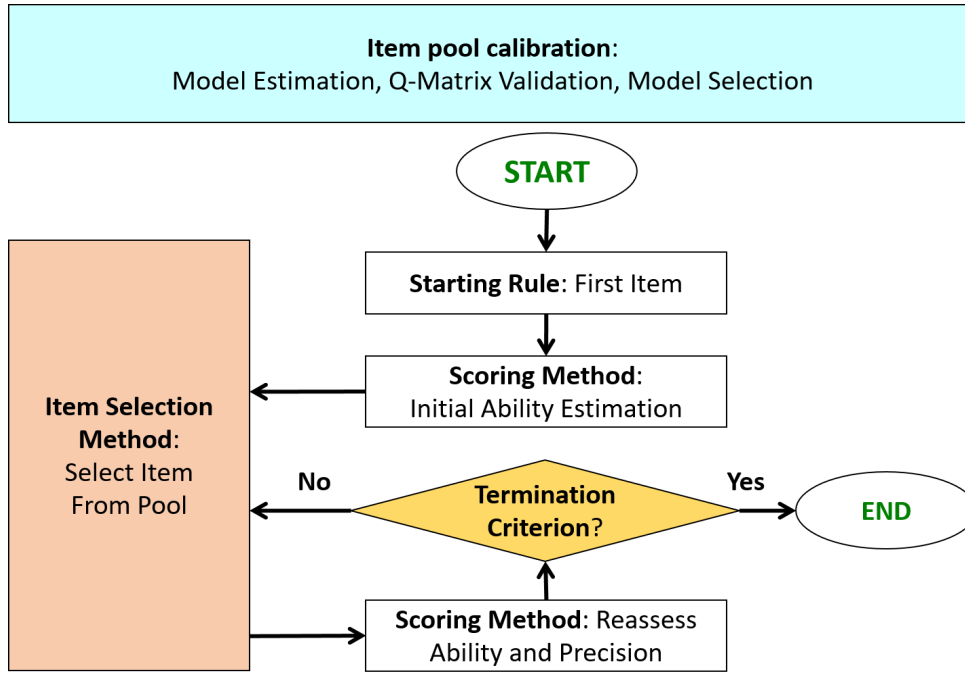 Item pool calibration:
Model Estimation, Q-Matrix Validation, Model Selection
START
Starting Rule: First Item
Scoring Method:
Initial Ability Estimation
Item Selection
Method:
Select Item
From Pool
No
Termination
Criterion?
Yes
END
Scoring Method: Reassess
Ability and Precision